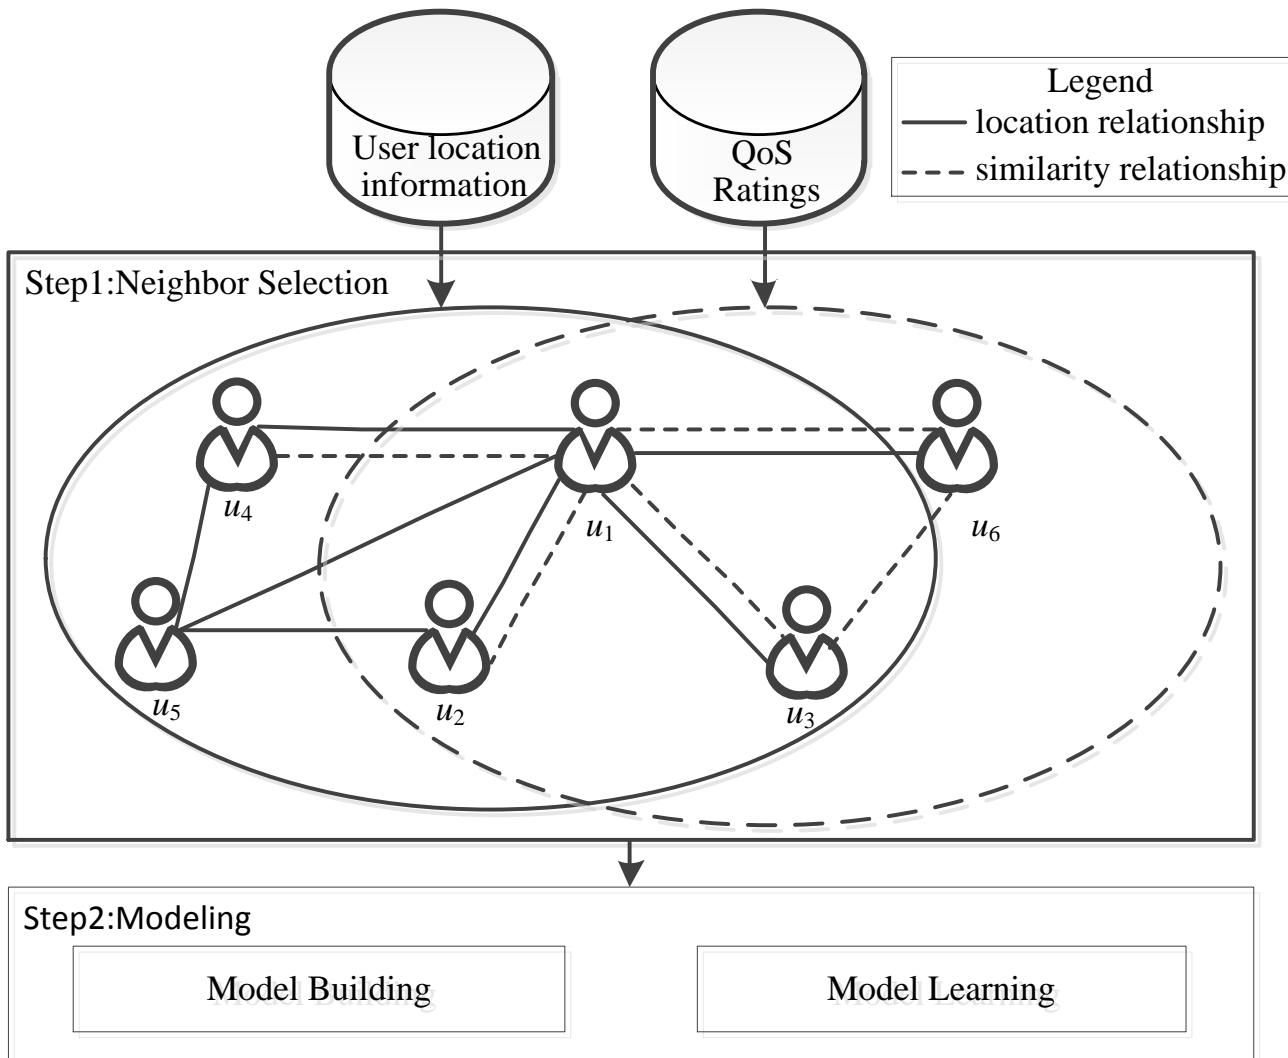 User location
information
QoS
Ratings
Legend
location relationship
similarity relationship
Step1:Neighbor Selection
u4
u1
u6
u5
u2
u3
Step2:Modeling
Model Building
Model Learning